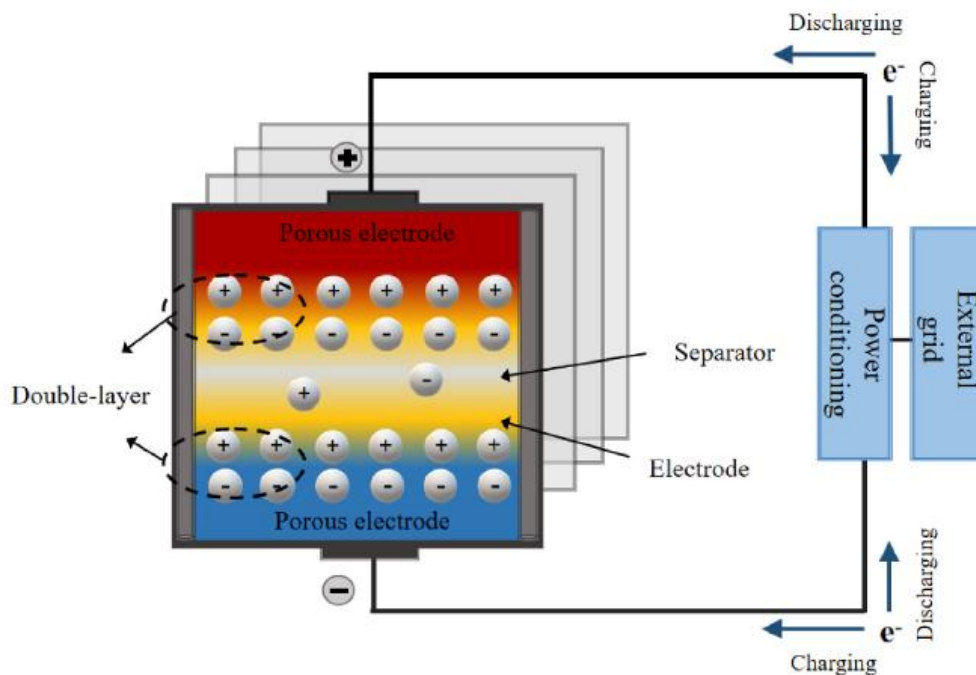 Discharging
e-
Charging
+
Porous electrode
+ + + + + +
- - - - - -
Separator
-
+
Double-layer
+ + + + + +
Electrode
- - - - - -
Porous electrode
-
Power
conditioning
External
grid
Discharging
e-
Charging